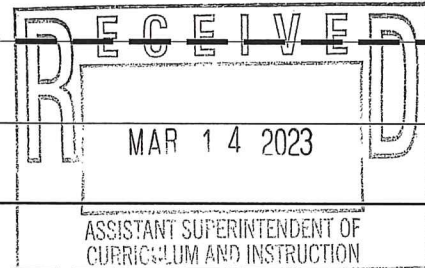 RECEIVED
MAR 14 2023
ASSISTANT SUPERINTENDENT OF
CURRICULUM AND INSTRUCTION